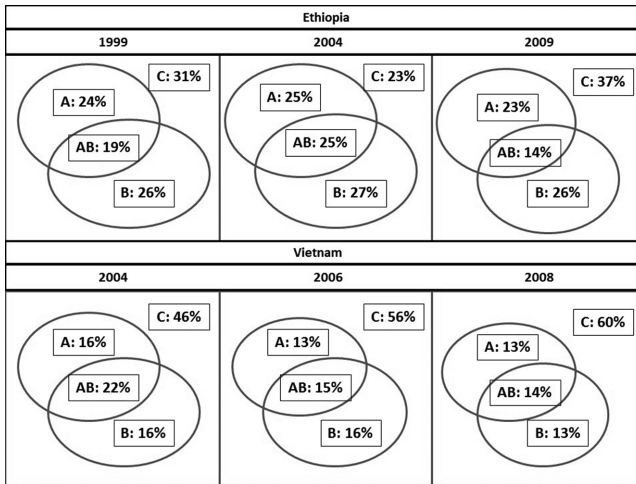 Ethiopia
1999 2004 2009
C: 31% C: 23% C: 37%
A: 24% A: 25% A: 23%
AB: 19% AB: 25% AB: 14%
B: 26% B: 27% B: 26%
Vietnam
2004 2006 2008
C: 46% C: 56% C: 60%
A: 16% A: 13% A: 13%
AB: 22% AB: 15% AB: 14%
B: 16% B: 16% B: 13%